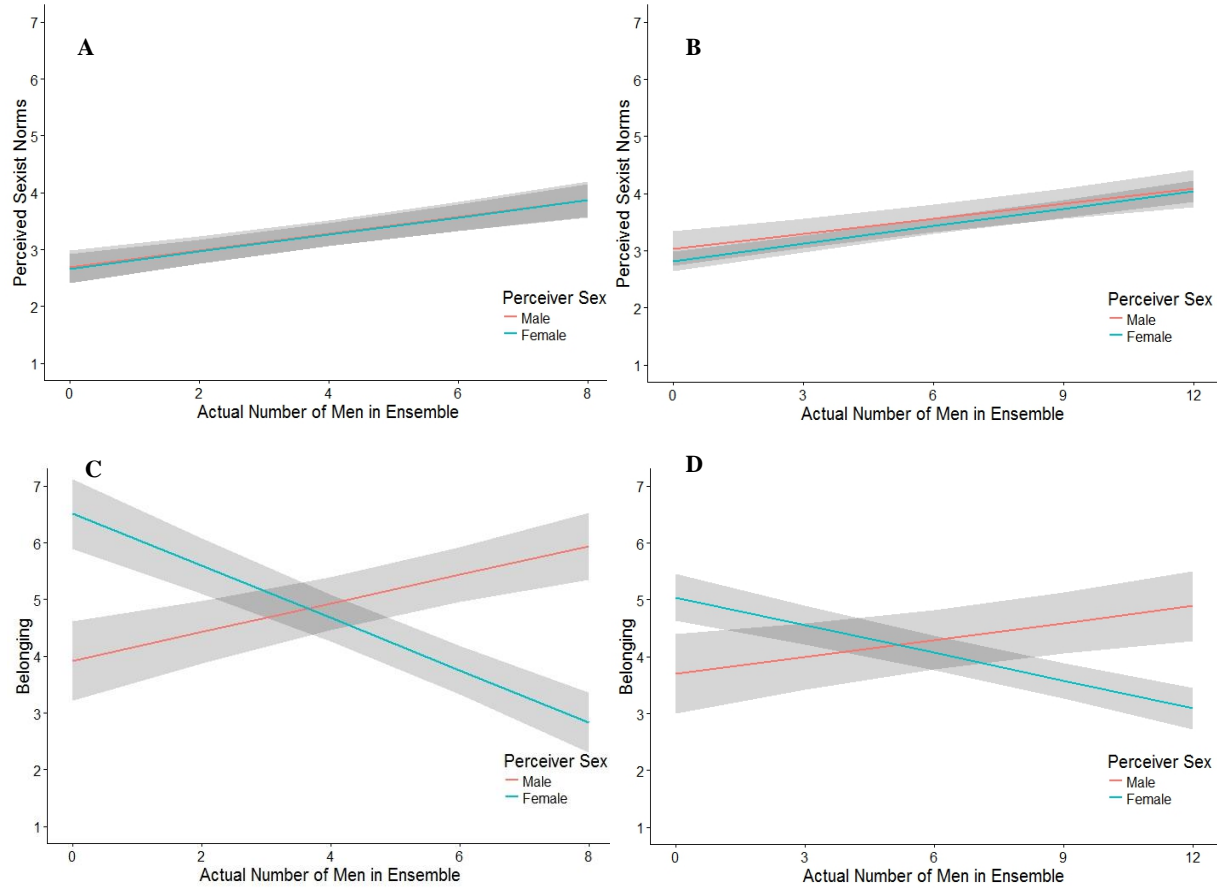 A
7
6
5
4
3
2
1
Perceived Sexist Norms
0
2
4
6
8
Actual Number of Men in Ensemble
Perceiver Sex
Male
Female
B
7
6
5
4
3
2
1
Perceived Sexist Norms
0
3
6
9
12
Actual Number of Men in Ensemble
Perceiver Sex
Male
Female
C
7
6
5
4
3
2
1
Belonging
0
2
4
6
8
Actual Number of Men in Ensemble
Perceiver Sex
Male
Female
D
7
6
5
4
3
2
1
Belonging
0
3
6
9
12
Actual Number of Men in Ensemble
Perceiver Sex
Male
Female